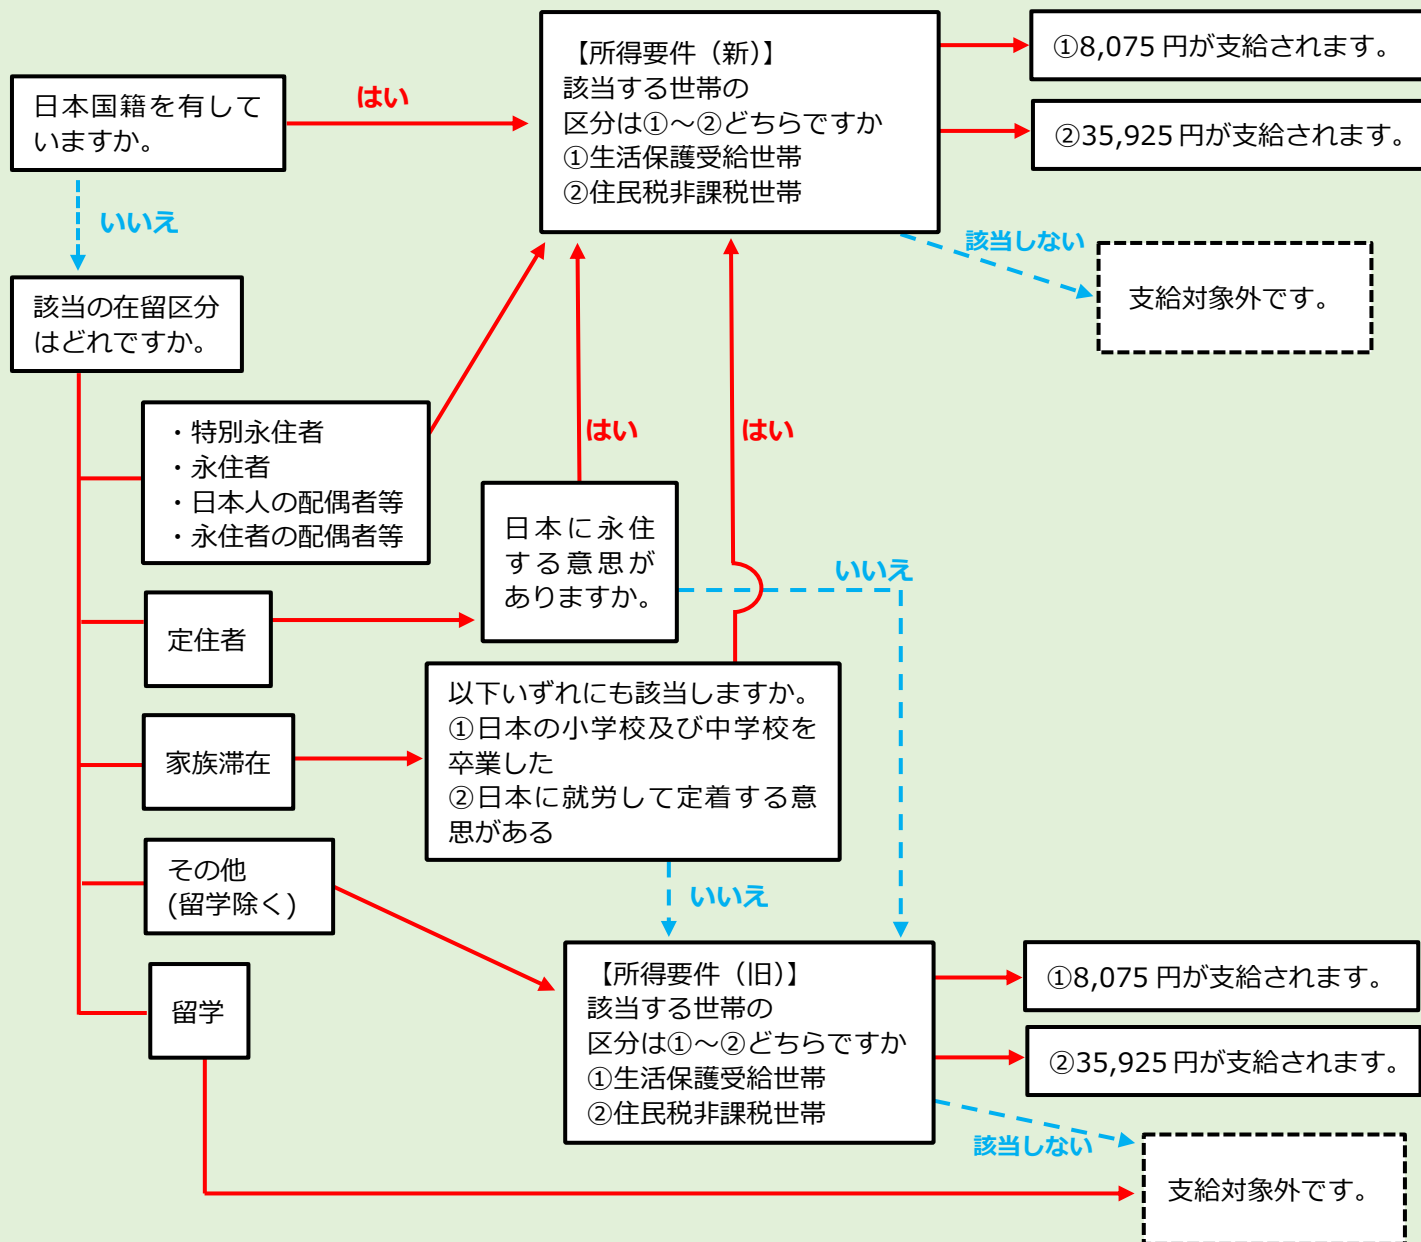 日本国籍を有して
いますか。
はい
いいえ
【所得要件（新）】
該当する世帯の
区分は①～②どちらですか
①生活保護受給世帯
②住民税非課税世帯
①8,075 円が支給されます。
②35,925 円が支給されます。
該当しない
支給対象外です。
該当の在留区分
はどれですか。
・特別永住者
・永住者
・日本人の配偶者等
・永住者の配偶者等
はい
はい
日本に永住
する意思が
ありますか。
いいえ
定住者
以下いずれにも該当しますか。
①日本の小学校及び中学校を
卒業した
②日本に就労して定着する意
思がある
家族滞在
いいえ
その他
(留学除く)
留学
【所得要件（旧）】
該当する世帯の
区分は①～②どちらですか
①生活保護受給世帯
②住民税非課税世帯
①8,075 円が支給されます。
②35,925 円が支給されます。
該当しない
支給対象外です。